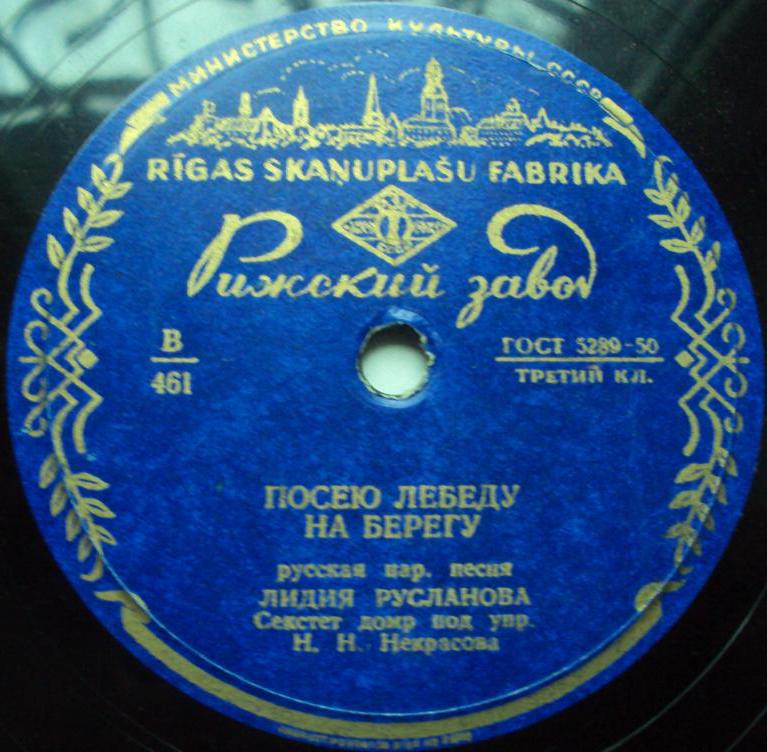 МИНИСТЕРСТВО КУЛЬТУРЫ СССР
RĪGAS SKAŅUPLAŠU FABRIKA
Рижский завод
В
461
ГОСТ 5289-50
ТРЕТИЙ КЛ.
ПОСЕЮ ЛЕБЕДУ
НА БЕРЕГУ
русская нар. песня
ЛИДИЯ РУСЛАНОВА
Секстет домр под упр.
Н. Н. Некрасова